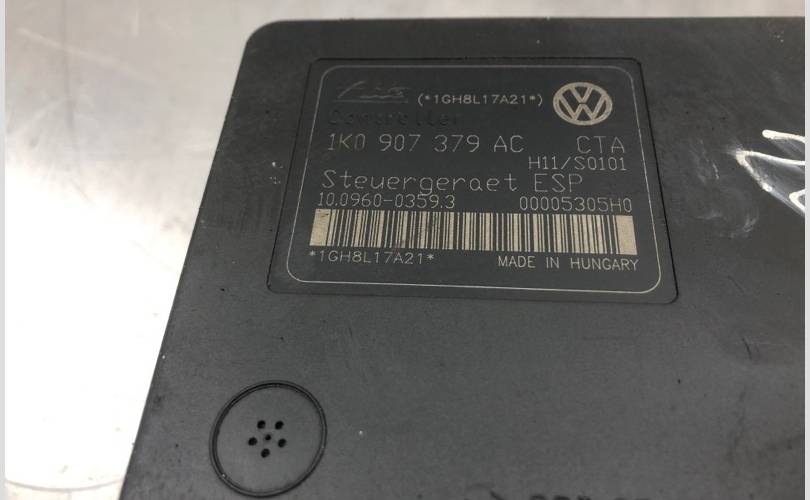 (*1GH8L17A21*)
Controller
1K0 907 379 AC CTA
H11/S0101
Steuergeraet ESP
10.0960-0359.3 00005305H0
*1GH8L17A21* MADE IN HUNGARY